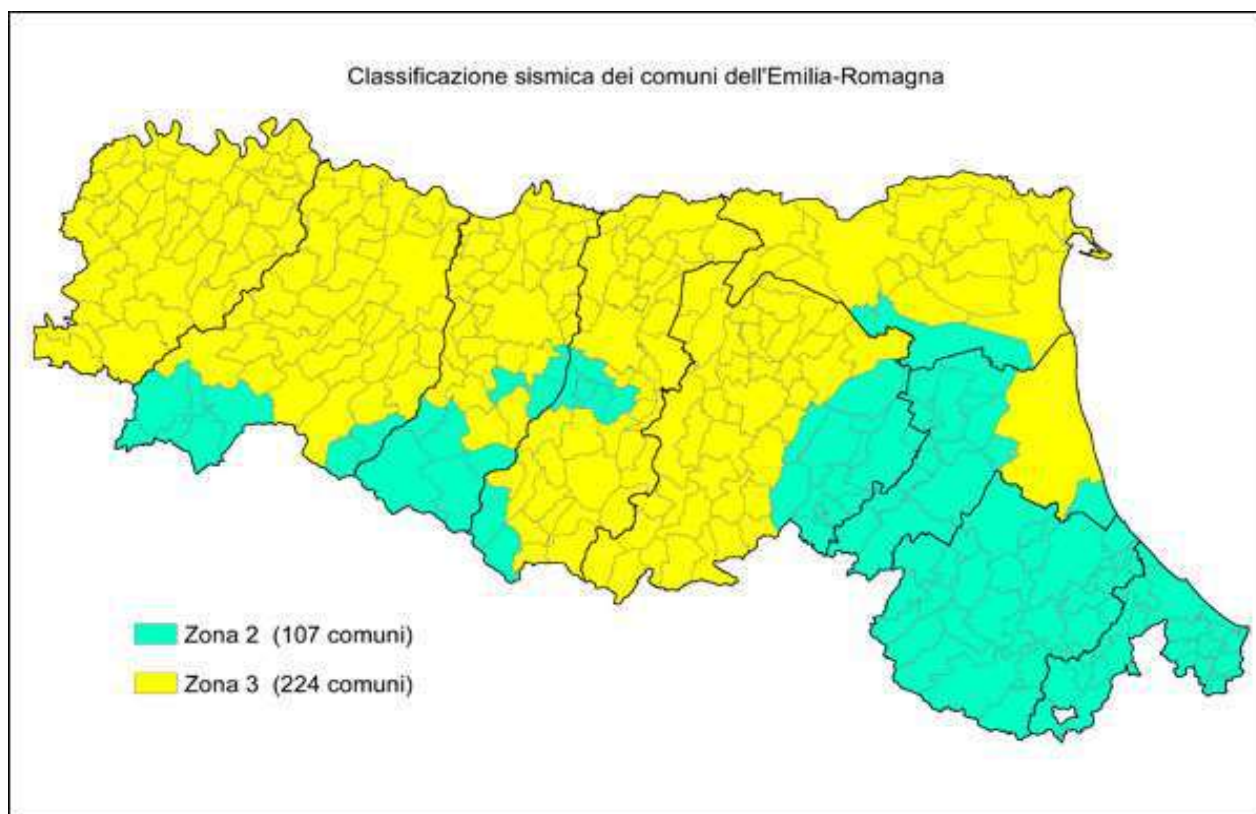 Classificazione sismica dei comuni dell'Emilia-Romagna
Zona 2 (107 comuni)
Zona 3 (224 comuni)